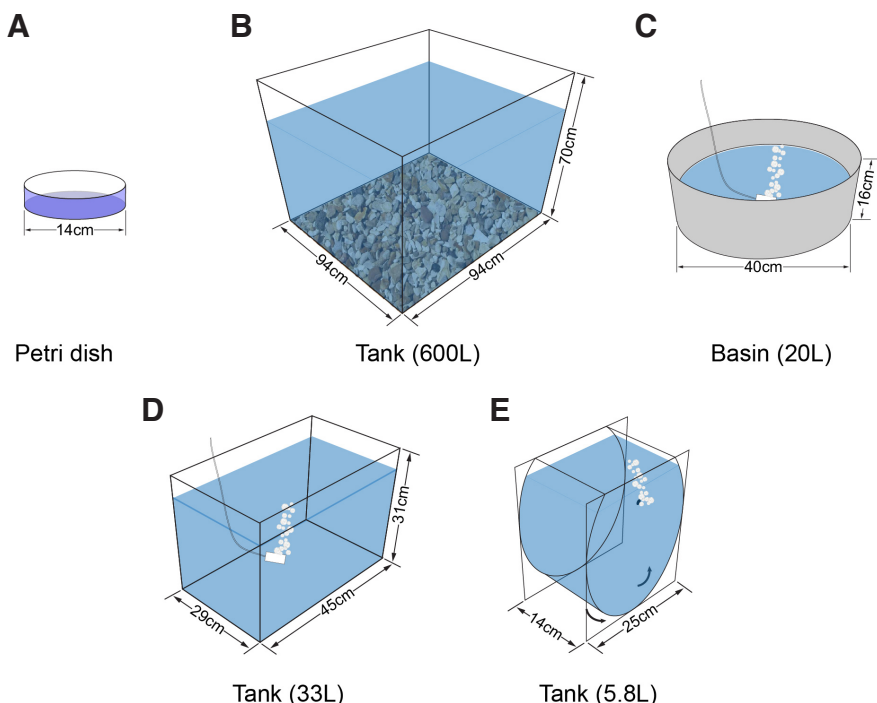 A
B
C
14cm
94cm
94cm
70cm
40cm
16cm
Petri dish
Tank (600L)
Basin (20L)
D
E
29cm
45cm
31cm
14cm
25cm
Tank (33L)
Tank (5.8L)